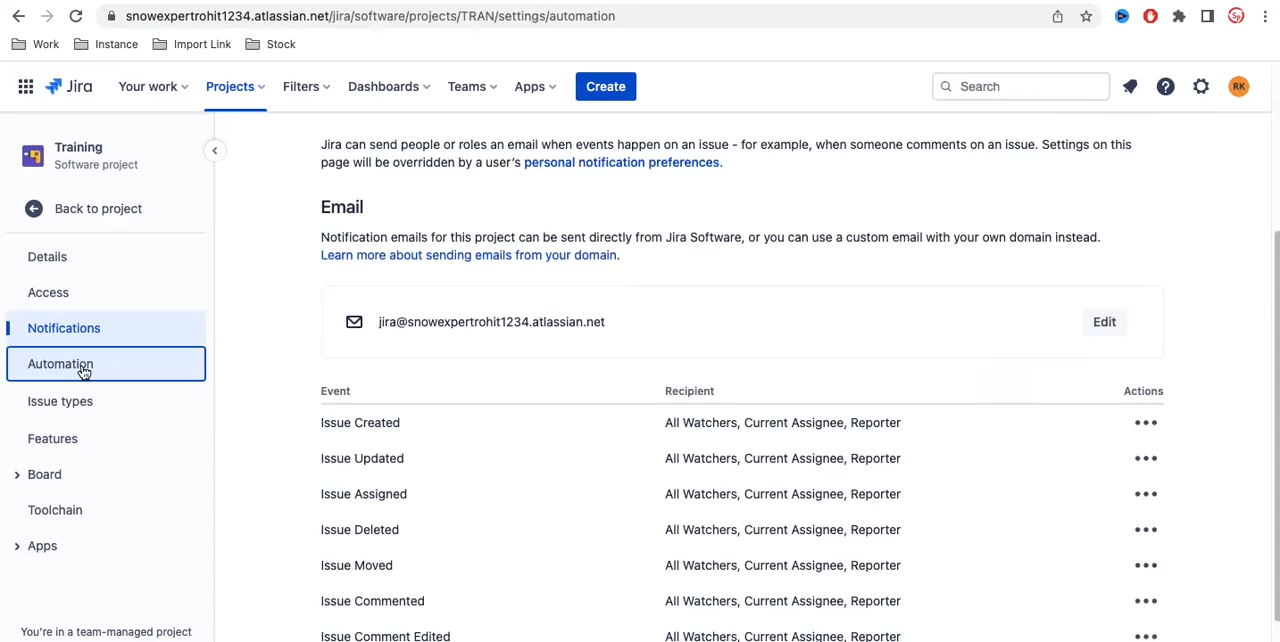 snowexpertrohit1234.atlassian.net/jira/software/projects/TRAN/settings/automation
Work Instance Import Link Stock
Jira Your work Projects Filters Dashboards Teams Apps Create Search RK
Training
Software project
Back to project
Details
Access
Notifications
Automation
Issue types
Features
Board
Toolchain
Apps
You're in a team-managed project
Jira can send people or roles an email when events happen on an issue - for example, when someone comments on an issue. Settings on this
page will be overridden by a user's personal notification preferences.
Email
Notification emails for this project can be sent directly from Jira Software, or you can use a custom email with your own domain instead.
Learn more about sending emails from your domain.
jira@snowexpertrohit1234.atlassian.net Edit
Event Recipient Actions
Issue Created All Watchers, Current Assignee, Reporter
Issue Updated All Watchers, Current Assignee, Reporter
Issue Assigned All Watchers, Current Assignee, Reporter
Issue Deleted All Watchers, Current Assignee, Reporter
Issue Moved All Watchers, Current Assignee, Reporter
Issue Commented All Watchers, Current Assignee, Reporter
Issue Comment Edited All Watchers, Current Assignee, Reporter